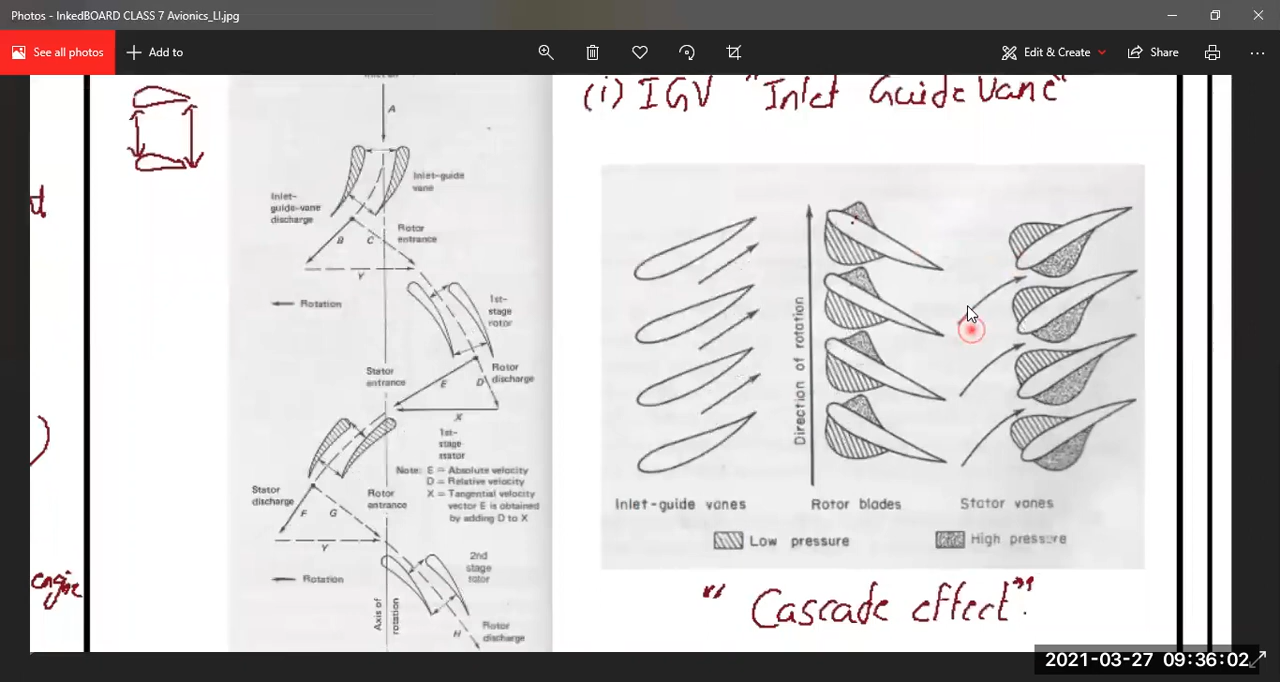 Photos - InkedBOARD CLASS 7 Avionics_LI.jpg
See all photos
Add to
Edit & Create
Share
A
Inlet-guide
vane
Inlet-
guide-vane
discharge
Rotor
entrance
B
C
Y
Rotation
1st-
stage
rotor
Stator
entrance
Rotor
discharge
E
D
X
1st-
stage
stator
Note: E = Absolute velocity
D = Relative velocity
X = Tangential velocity
vector E is obtained
by adding D to X
Stator
discharge
Rotor
entrance
F
G
Y
2nd
stage
rotor
Rotation
Axis of
rotation
H
Rotor
discharge
(i) IGV "Inlet Guide Vane"
Direction of rotation
Inlet-guide vanes
Rotor blades
Stator vanes
Low pressure
High pressure
"Cascade effect".
engine
2021-03-27 09:36:02